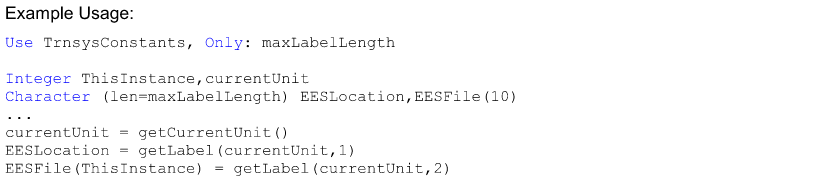 Example Usage:
Use TrnsysConstants, Only: maxLabelLength
Integer ThisInstance,currentUnit
Character (len=maxLabelLength) EESLocation,EESFile(10)
...
currentUnit = getCurrentUnit()
EESLocation = getLabel(currentUnit,1)
EESFile(ThisInstance) = getLabel(currentUnit,2)